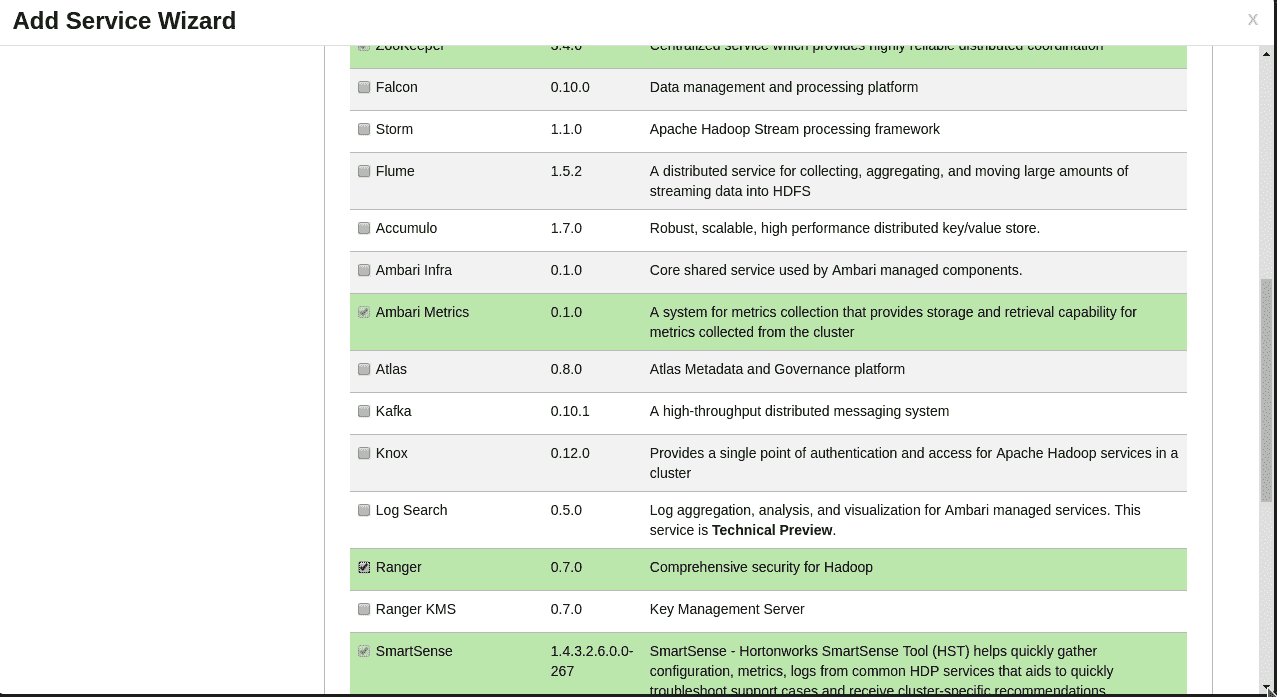 Add Service Wizard
X
ZooKeeper 3.4.6 Centralized service which provides highly reliable distributed coordination
Falcon 0.10.0 Data management and processing platform
Storm 1.1.0 Apache Hadoop Stream processing framework
Flume 1.5.2 A distributed service for collecting, aggregating, and moving large amounts of
streaming data into HDFS
Accumulo 1.7.0 Robust, scalable, high performance distributed key/value store.
Ambari Infra 0.1.0 Core shared service used by Ambari managed components.
Ambari Metrics 0.1.0 A system for metrics collection that provides storage and retrieval capability for
metrics collected from the cluster
Atlas 0.8.0 Atlas Metadata and Governance platform
Kafka 0.10.1 A high-throughput distributed messaging system
Knox 0.12.0 Provides a single point of authentication and access for Apache Hadoop services in a
cluster
Log Search 0.5.0 Log aggregation, analysis, and visualization for Ambari managed services. This
service is Technical Preview.
Ranger 0.7.0 Comprehensive security for Hadoop
Ranger KMS 0.7.0 Key Management Server
SmartSense 1.4.3.2.6.0.0- SmartSense - Hortonworks SmartSense Tool (HST) helps quickly gather
267 configuration, metrics, logs from common HDP services that aids to quickly
troubleshoot support cases and receive cluster-specific recommendations